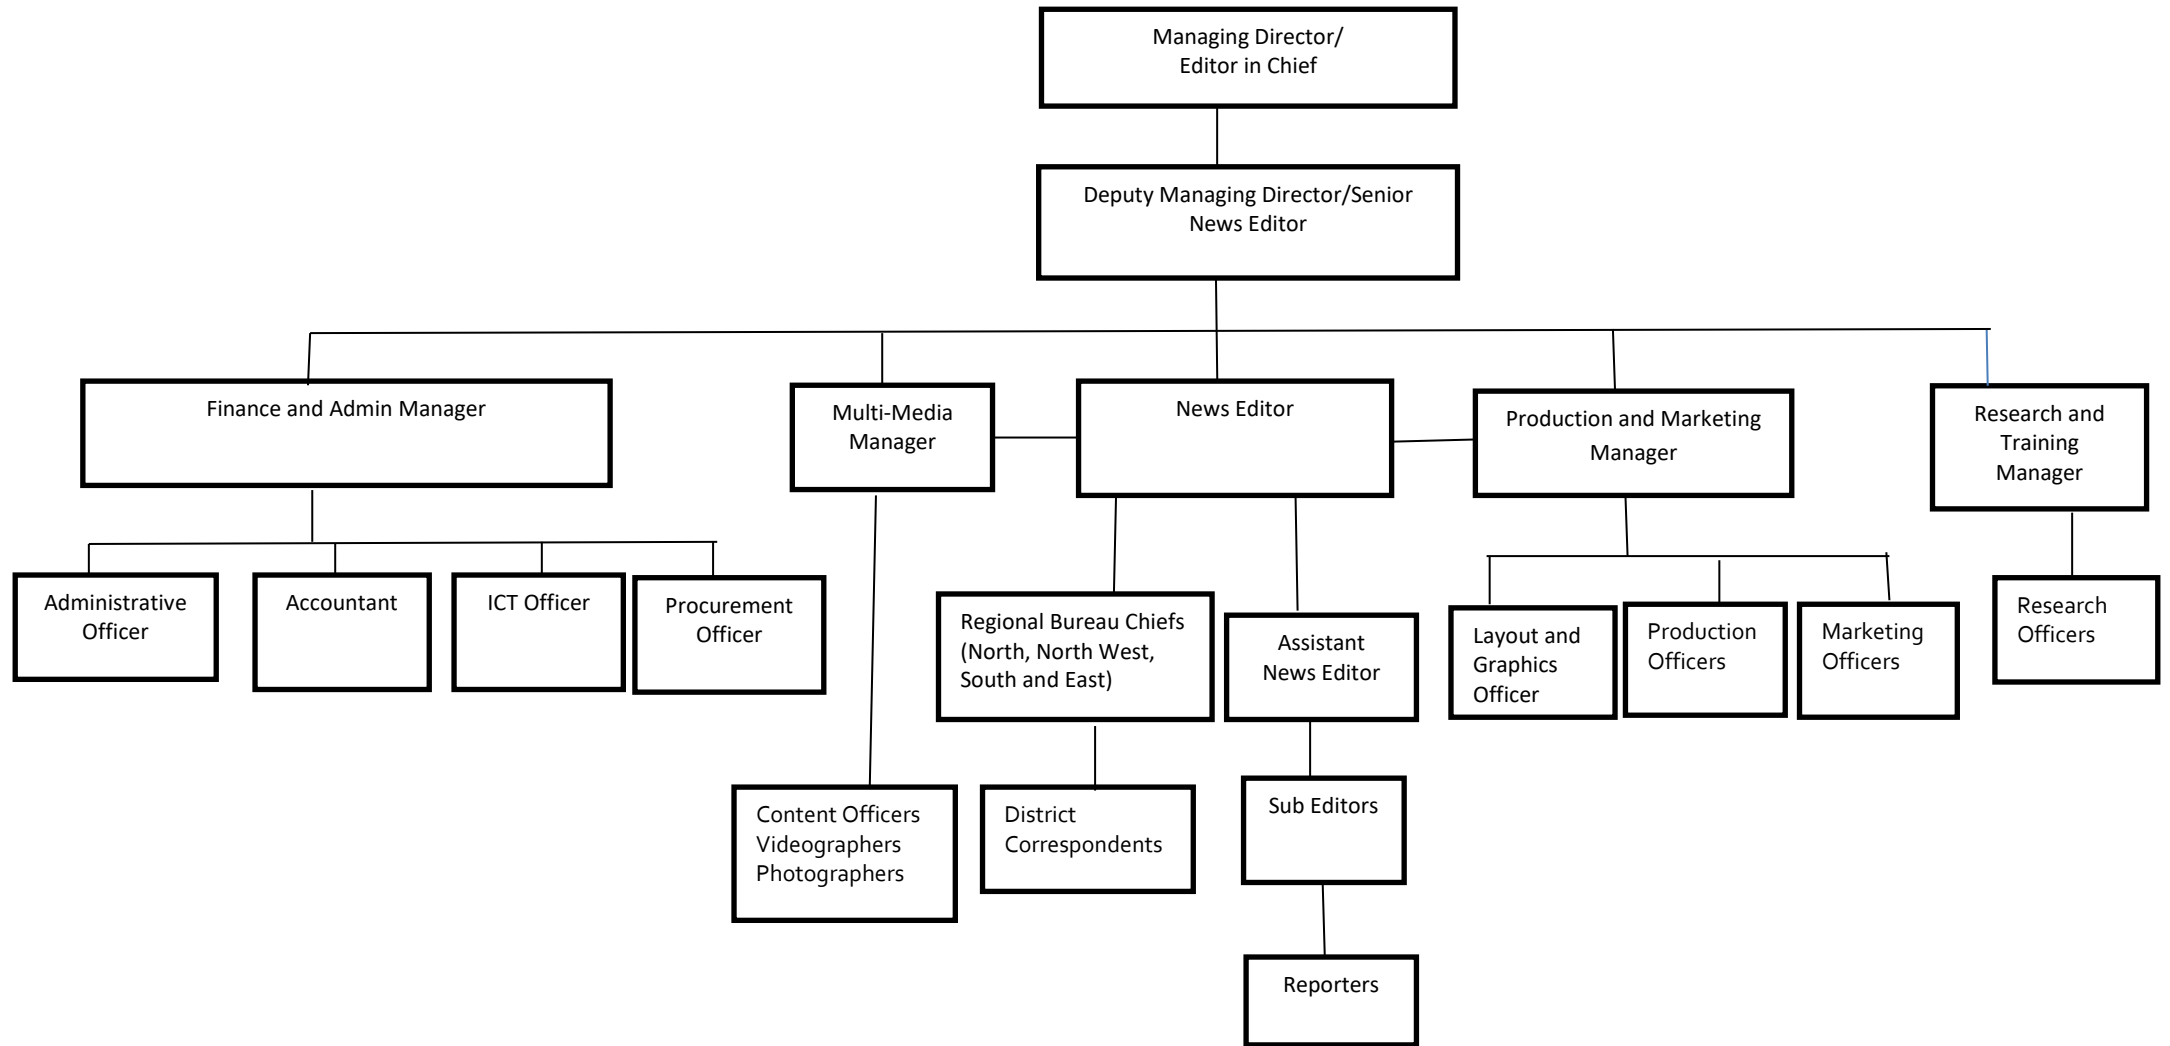 Managing Director/
Editor in Chief
Deputy Managing Director/Senior
News Editor
Finance and Admin Manager
Multi-Media
Manager
News Editor
Production and Marketing
Manager
Research and
Training
Manager
Administrative
Officer
Accountant
ICT Officer
Procurement
Officer
Regional Bureau Chiefs
(North, North West,
South and East)
Assistant
News Editor
Layout and
Graphics
Officer
Production
Officers
Marketing
Officers
Research
Officers
Content Officers
Videographers
Photographers
District
Correspondents
Sub Editors
Reporters